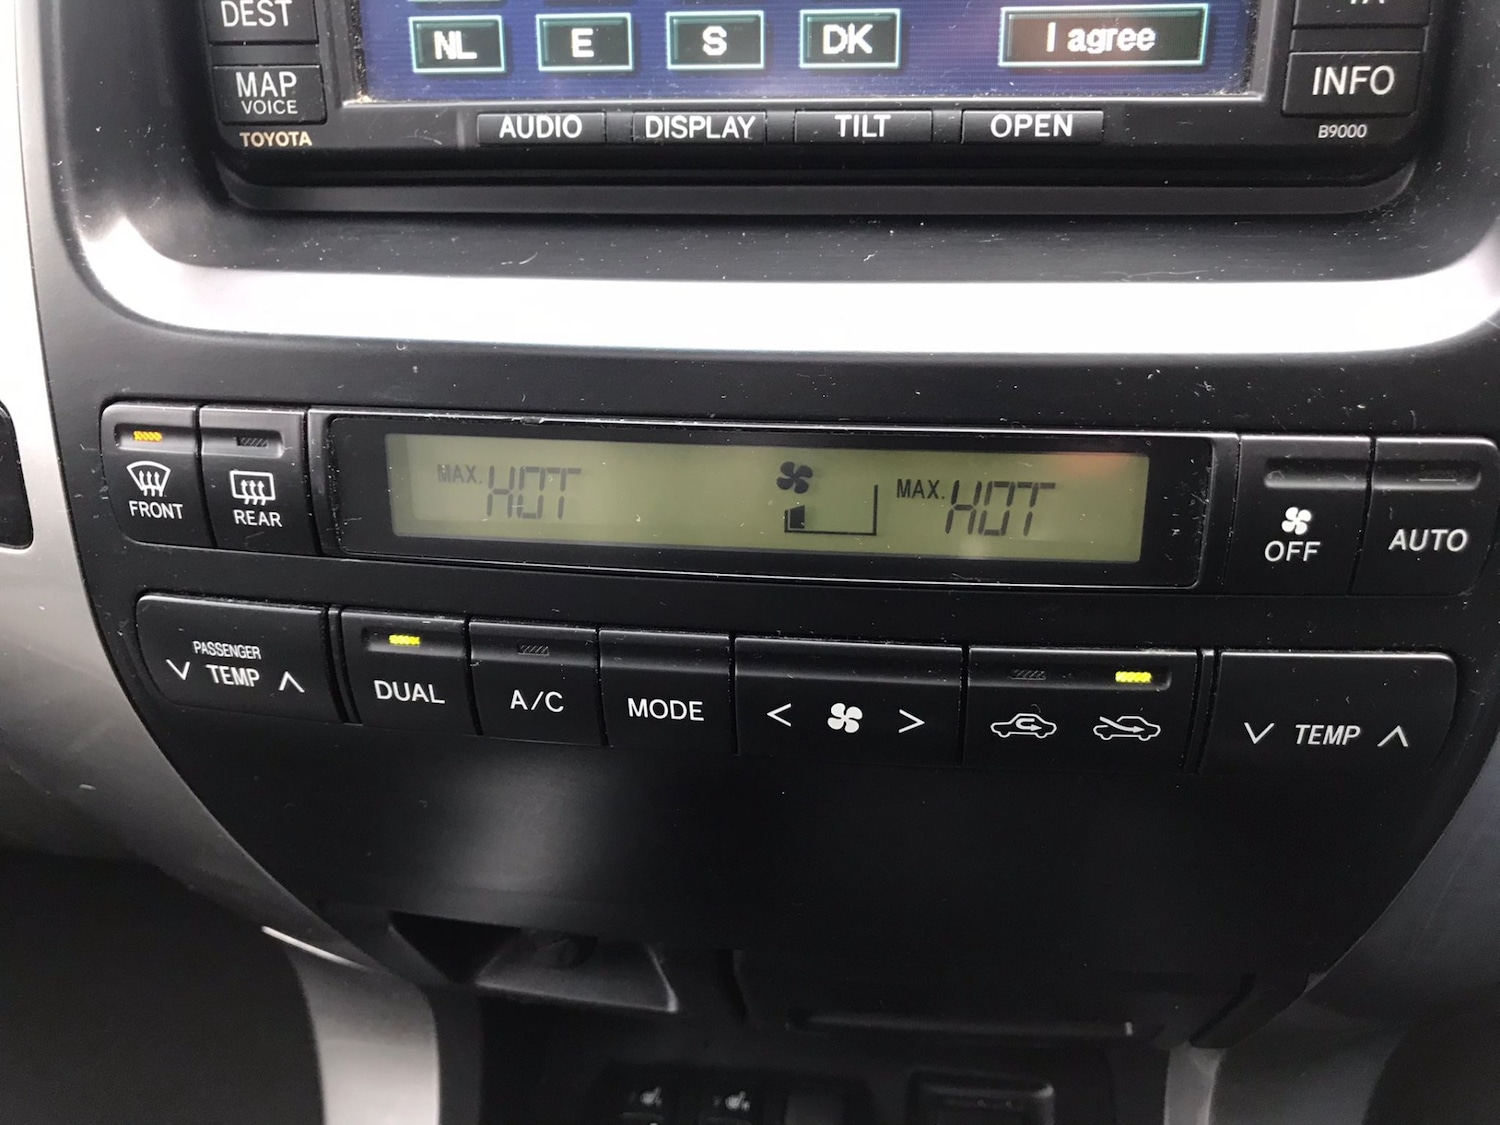 DEST
NL E S DK I agree
MAP
VOICE
INFO
TOYOTA
AUDIO DISPLAY TILT OPEN
B9000
MAX. HOT MAX. HOT
FRONT
REAR
OFF
AUTO
PASSENGER
TEMP
DUAL
A/C
MODE
< >
TEMP